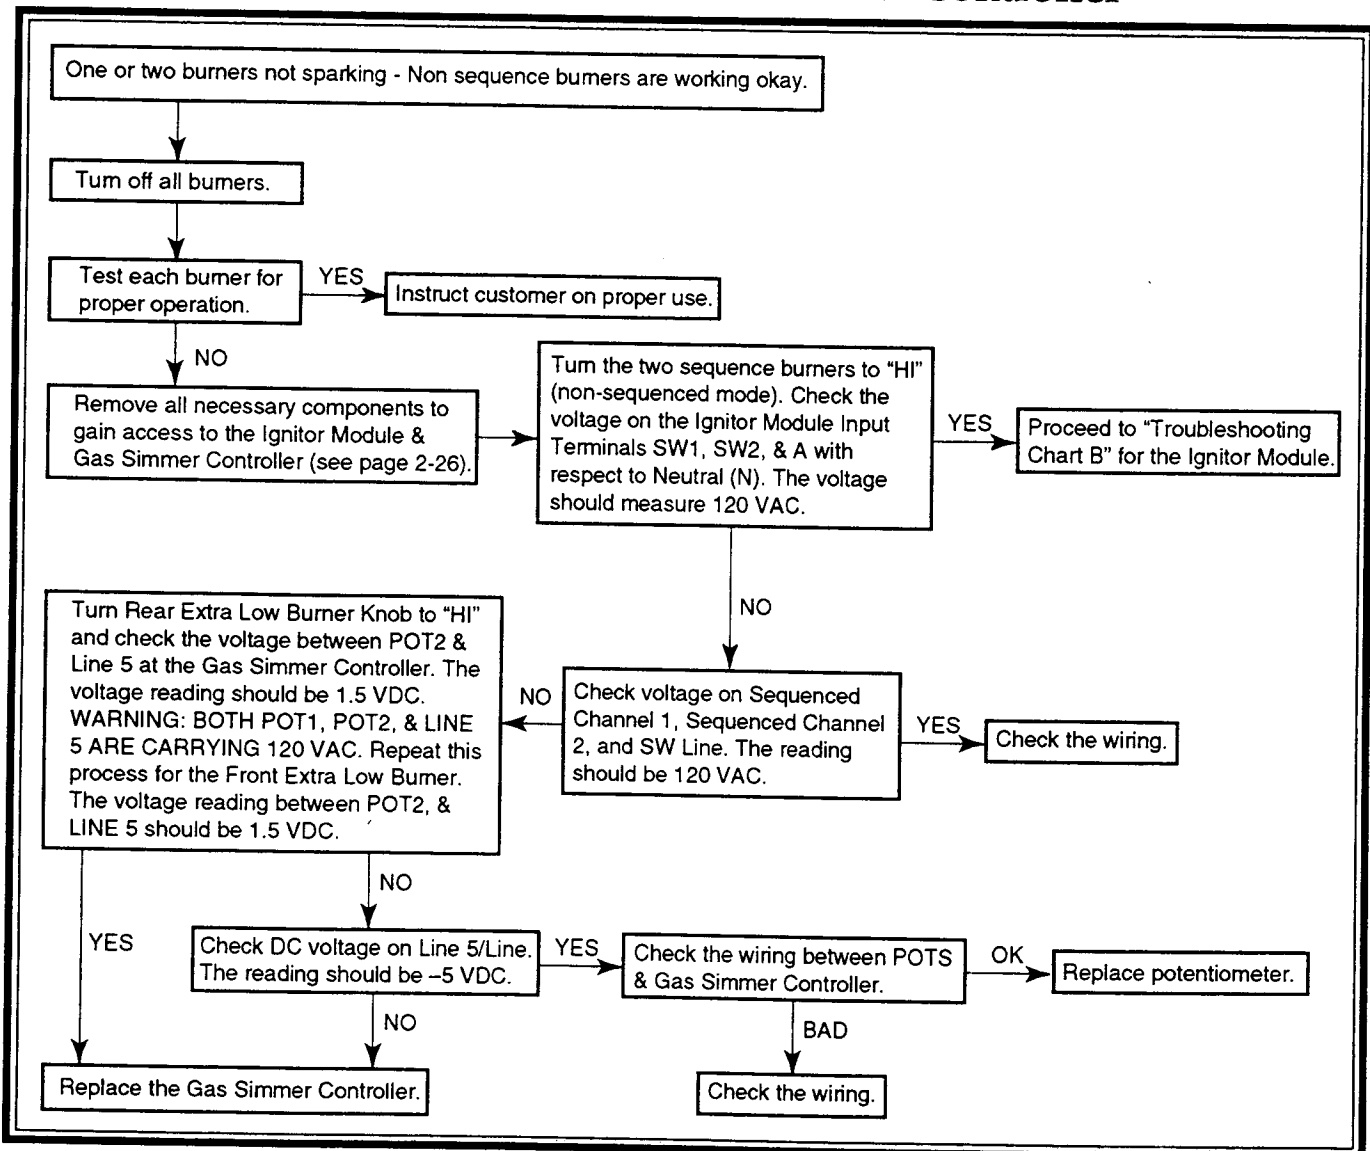 One or two burners not sparking - Non sequence burners are working okay.
Turn off all burners.
Test each burner for
proper operation.
YES
Instruct customer on proper use.
NO
Remove all necessary components to
gain access to the Ignitor Module &
Gas Simmer Controller (see page 2-26).
Turn the two sequence burners to “HI”
(non-sequenced mode). Check the
voltage on the Ignitor Module Input
Terminals SW1, SW2, & A with
respect to Neutral (N). The voltage
should measure 120 VAC.
YES
Proceed to “Troubleshooting
Chart B” for the Ignitor Module.
NO
Check voltage on Sequenced
Channel 1, Sequenced Channel
2, and SW Line. The reading
should be 120 VAC.
YES
Check the wiring.
NO
Turn Rear Extra Low Burner Knob to “HI”
and check the voltage between POT2 &
Line 5 at the Gas Simmer Controller. The
voltage reading should be 1.5 VDC.
WARNING: BOTH POT1, POT2, & LINE
5 ARE CARRYING 120 VAC. Repeat this
process for the Front Extra Low Burner.
The voltage reading between POT2, &
LINE 5 should be 1.5 VDC.
YES
NO
Check DC voltage on Line 5/Line.
The reading should be –5 VDC.
YES
Check the wiring between POTS
& Gas Simmer Controller.
OK
Replace potentiometer.
NO
BAD
Replace the Gas Simmer Controller.
Check the wiring.